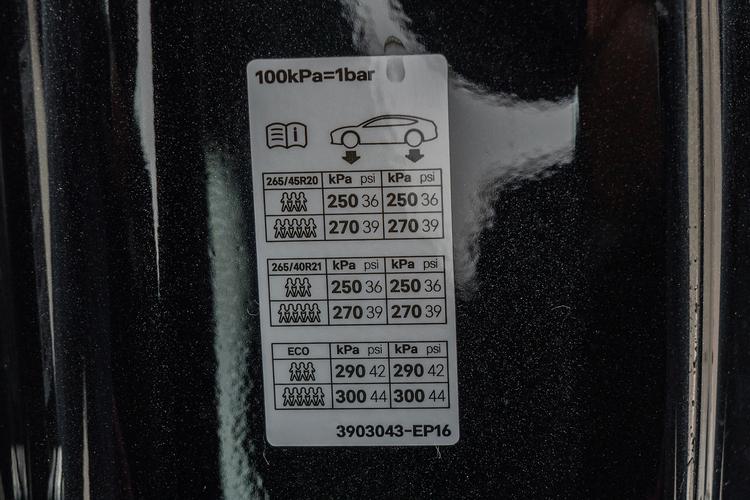 100kPa=1bar
265/45R20 kPa psi kPa psi
250 36 250 36
270 39 270 39
265/40R21 kPa psi kPa psi
250 36 250 36
270 39 270 39
ECO kPa psi kPa psi
290 42 290 42
300 44 300 44
3903043-EP16